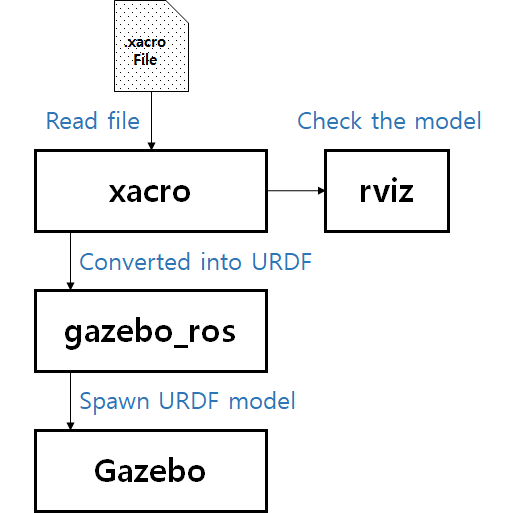 .xacro
File
Read file
Check the model
xacro
rviz
Converted into URDF
gazebo_ros
Spawn URDF model
Gazebo